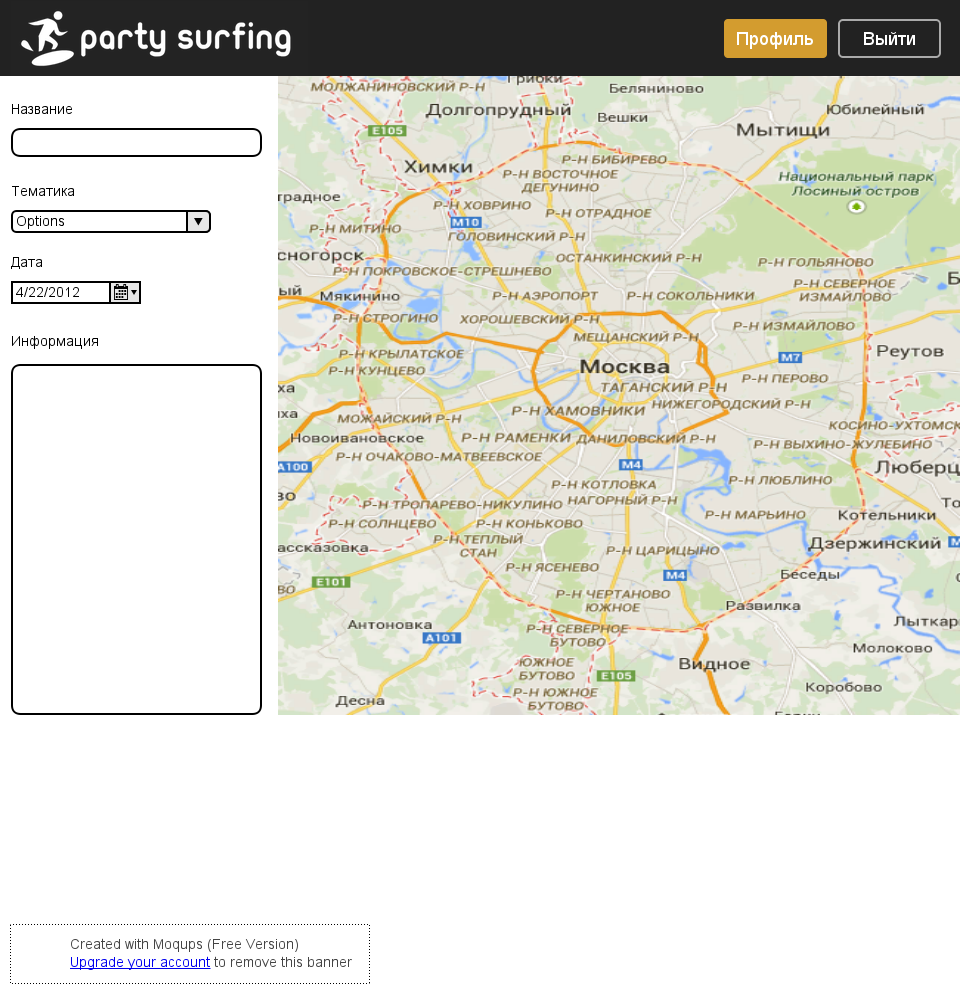 party surfing
Профиль
Выйти
Название
Тематика
Options
Дата
4/22/2012
Информация
Грибки
МОЛЖАНИНОВСКИЙ Р-Н
Беляниново
Долгопрудный
Юбилейный
Вешки
E105
Мытищи
Р-Н БИБИРЕВО
Химки
Р-Н ВОСТОЧНОЕ
ДЕГУНИНО
Национальный парк
Лосиный остров
традное
Р-Н ХОВРИНО
Р-Н ОТРАДНОЕ
M10
Р-Н МИТИНО
ГОЛОВИНСКИЙ Р-Н
сногорск
ОСТАНКИНСКИЙ Р-Н
Р-Н ГОЛЬЯНОВО
Р-Н ПОКРОВСКОЕ-СТРЕШНЕВО
Б
ый
Мякинино
Р-Н АЭРОПОРТ
Р-Н СОКОЛЬНИКИ
Р-Н СЕВЕРНОЕ
ИЗМАЙЛОВО
Р-Н СТРОГИНО
ХОРОШЕВСКИЙ Р-Н
Р-Н ИЗМАЙЛОВО
МЕЩАНСКИЙ Р-Н
Р-Н КРЫЛАТСКОЕ
M7
Реутов
Р-Н КУНЦЕВО
Москва
Р-Н ПЕРОВО
ха
ТАГАНСКИЙ Р-Н
НИЖЕГОРОДСКИЙ Р-Н
иха
МОЖАЙСКИЙ Р-Н
Р-Н ХАМОВНИКИ
КОСИНО-УХТОМСК
Новоивановское
Р-Н РАМЕНКИ
ДАНИЛОВСКИЙ Р-Н
Р-Н ВЫХИНО-ЖУЛЕБИНО
Р-Н ОЧАКОВО-МАТВЕЕВСКОЕ
A100
M4
Люберц
Р-Н КОТЛОВКА
Р-Н ЛЮБЛИНО
во
НАГОРНЫЙ Р-Н
Р-Н ТРОПАРЕВО-НИКУЛИНО
То
Р-Н СОЛНЦЕВО
Р-Н КОНЬКОВО
Р-Н МАРЬИНО
Котельники
Р-Н ТЕПЛЫЙ
СТАН
ассказовка
Р-Н ЦАРИЦЫНО
Дзержинский
M
Р-Н ЯСЕНЕВО
M4
Беседы
E101
во
Р-Н ЧЕРТАНОВО
ЮЖНОЕ
Развилка
Антоновка
Р-Н СЕВЕРНОЕ
БУТОВО
Лыткар
A101
Молоково
ЮЖНОЕ
БУТОВО
Видное
E105
Р-Н ЮЖНОЕ
БУТОВО
Коробово
Десна
Created with Moqups (Free Version)
Upgrade your account to remove this banner